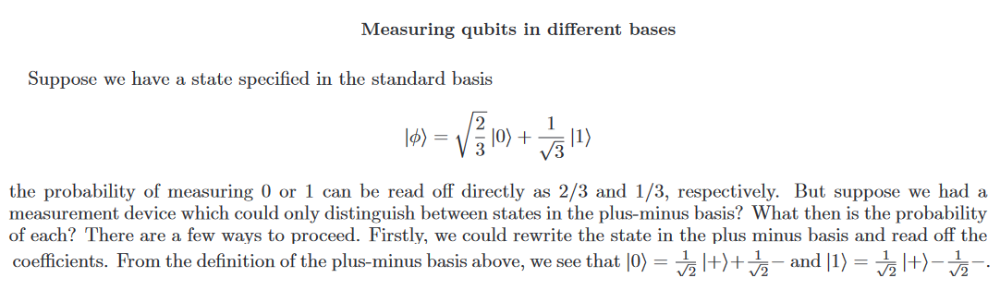 Measuring qubits in different bases
Suppose we have a state specified in the standard basis
|ϕ⟩ = √(2/3) |0⟩ + 1/√3 |1⟩
the probability of measuring 0 or 1 can be read off directly as 2/3 and 1/3, respectively. But suppose we had a
measurement device which could only distinguish between states in the plus-minus basis? What then is the probability
of each? There are a few ways to proceed. Firstly, we could rewrite the state in the plus minus basis and read off the
coefficients. From the definition of the plus-minus basis above, we see that |0⟩ = 1/√2 |+⟩+ 1/√2 − and |1⟩ = 1/√2 |+⟩− 1/√2 −.